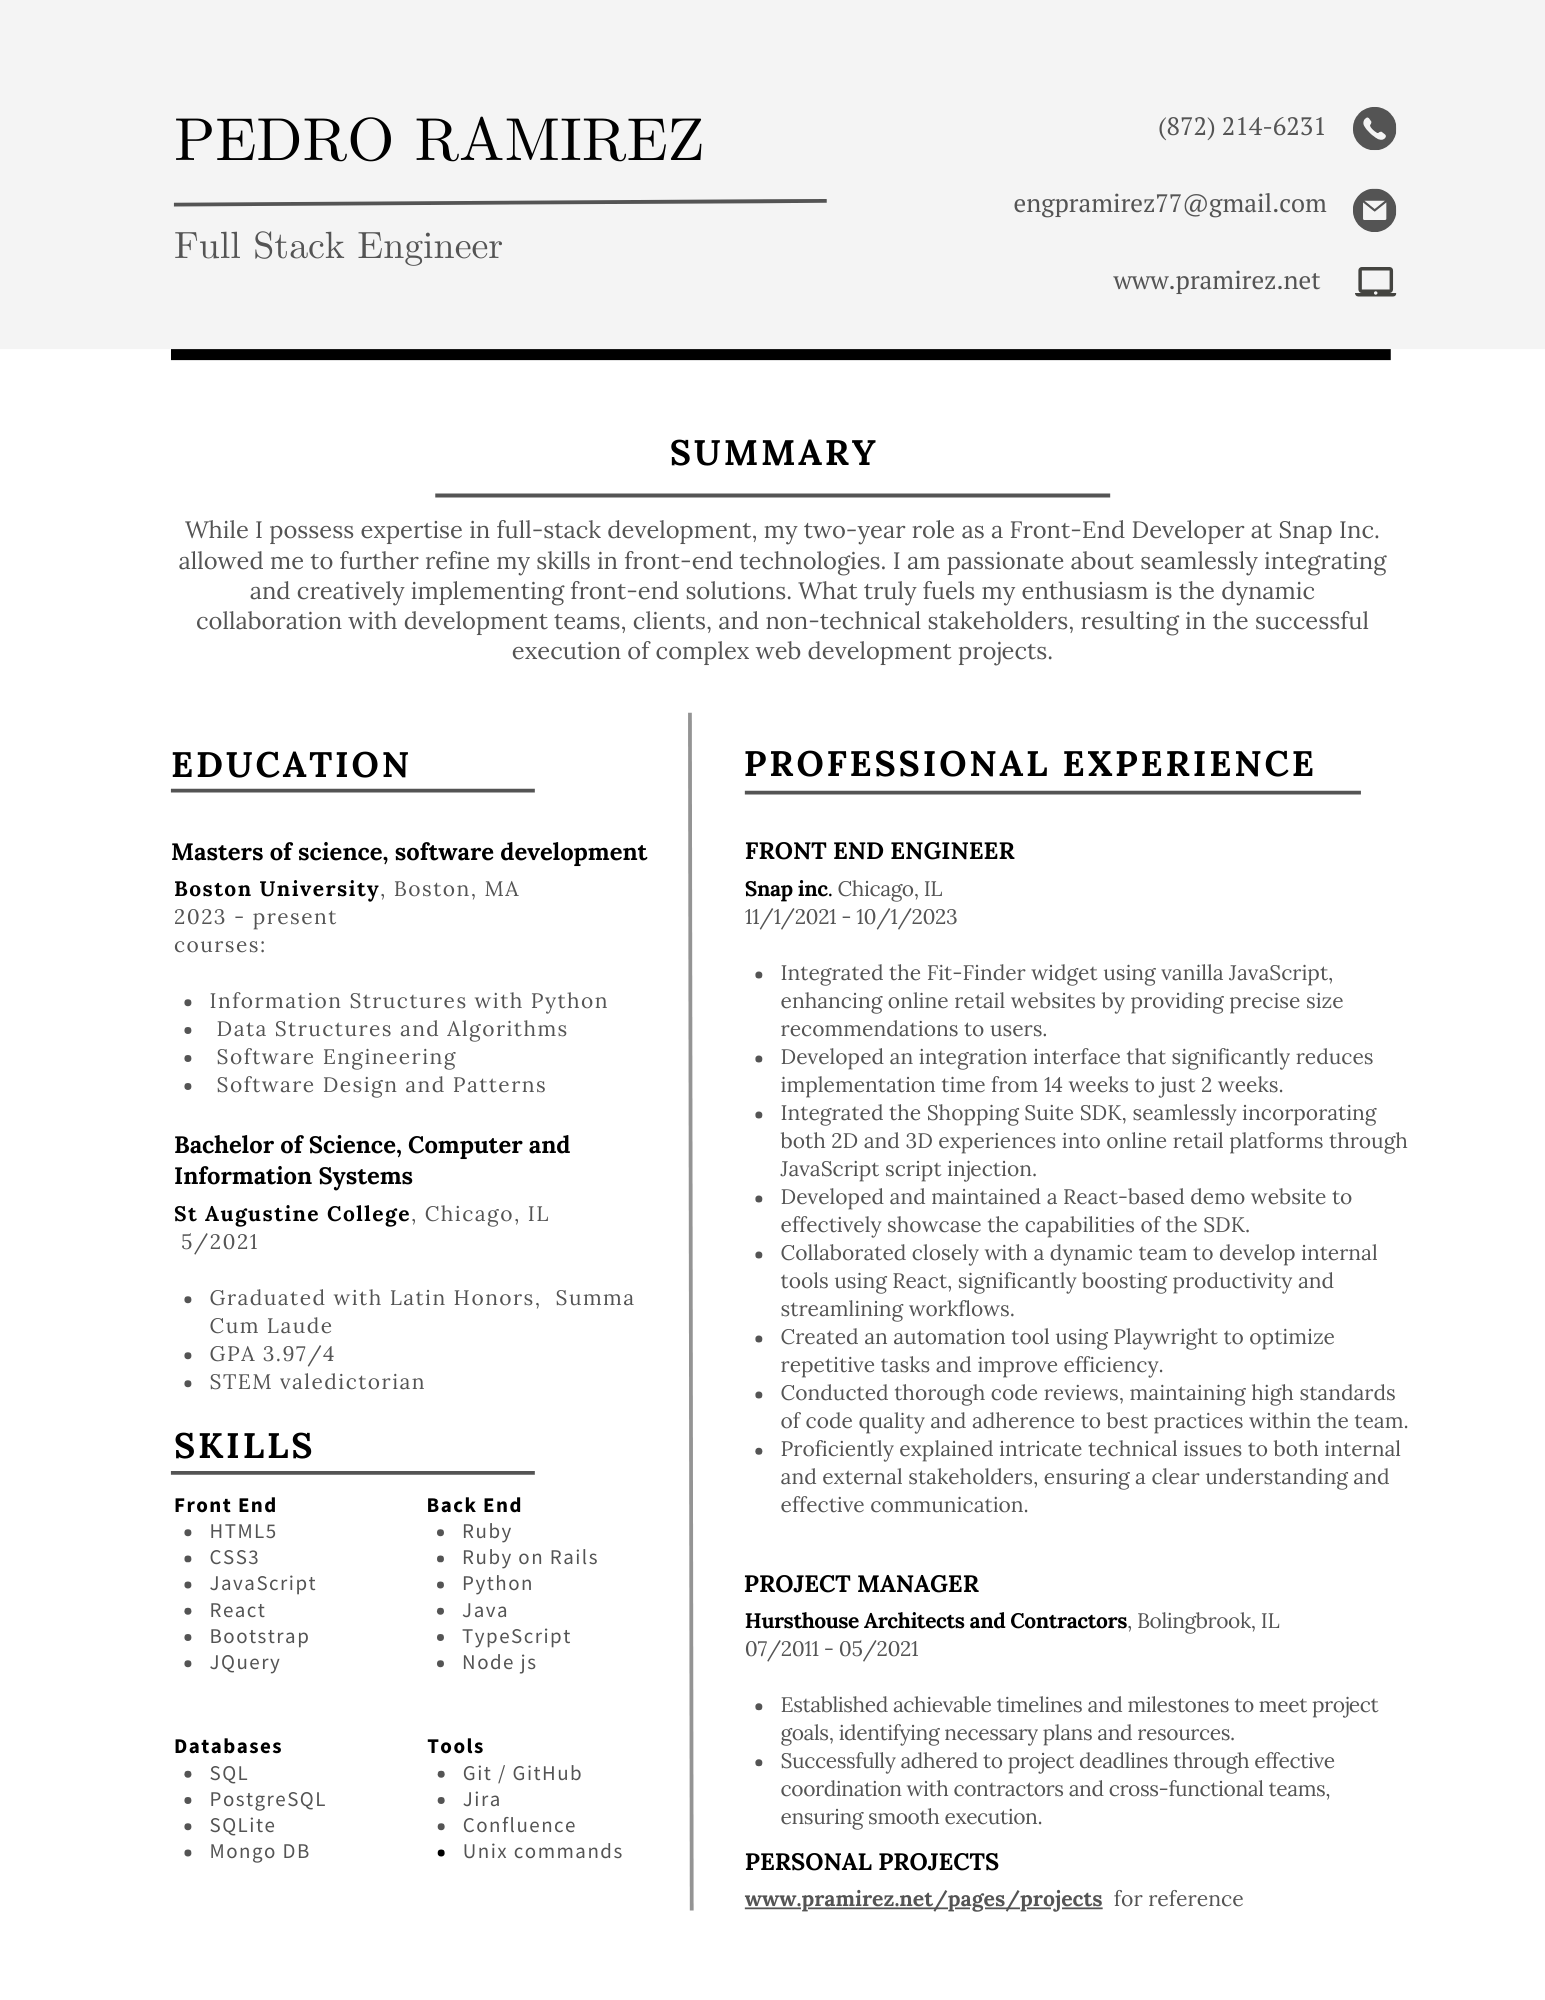 PEDRO RAMIREZ
Full Stack Engineer
(872) 214-6231
engpramirez77@gmail.com
www.pramirez.net
SUMMARY
While I possess expertise in full-stack development, my two-year role as a Front-End Developer at Snap Inc.
allowed me to further refine my skills in front-end technologies. I am passionate about seamlessly integrating
and creatively implementing front-end solutions. What truly fuels my enthusiasm is the dynamic
collaboration with development teams, clients, and non-technical stakeholders, resulting in the successful
execution of complex web development projects.
EDUCATION
Masters of science, software development
Boston University, Boston, MA
2023 - present
courses:
• Information Structures with Python
• Data Structures and Algorithms
• Software Engineering
• Software Design and Patterns
Bachelor of Science, Computer and
Information Systems
St Augustine College, Chicago, IL
5/2021
• Graduated with Latin Honors, Summa
Cum Laude
• GPA 3.97/4
• STEM valedictorian
SKILLS
Front End
• HTML5
• CSS3
• JavaScript
• React
• Bootstrap
• JQuery
Back End
• Ruby
• Ruby on Rails
• Python
• Java
• TypeScript
• Node js
Databases
• SQL
• PostgreSQL
• SQLite
• Mongo DB
Tools
• Git / GitHub
• Jira
• Confluence
• Unix commands
PROFESSIONAL EXPERIENCE
FRONT END ENGINEER
Snap inc. Chicago, IL
11/1/2021 - 10/1/2023
• Integrated the Fit-Finder widget using vanilla JavaScript,
enhancing online retail websites by providing precise size
recommendations to users.
• Developed an integration interface that significantly reduces
implementation time from 14 weeks to just 2 weeks.
• Integrated the Shopping Suite SDK, seamlessly incorporating
both 2D and 3D experiences into online retail platforms through
JavaScript script injection.
• Developed and maintained a React-based demo website to
effectively showcase the capabilities of the SDK.
• Collaborated closely with a dynamic team to develop internal
tools using React, significantly boosting productivity and
streamlining workflows.
• Created an automation tool using Playwright to optimize
repetitive tasks and improve efficiency.
• Conducted thorough code reviews, maintaining high standards
of code quality and adherence to best practices within the team.
• Proficiently explained intricate technical issues to both internal
and external stakeholders, ensuring a clear understanding and
effective communication.
PROJECT MANAGER
Hursthouse Architects and Contractors, Bolingbrook, IL
07/2011 - 05/2021
• Established achievable timelines and milestones to meet project
goals, identifying necessary plans and resources.
• Successfully adhered to project deadlines through effective
coordination with contractors and cross-functional teams,
ensuring smooth execution.
PERSONAL PROJECTS
www.pramirez.net/pages/projects for reference